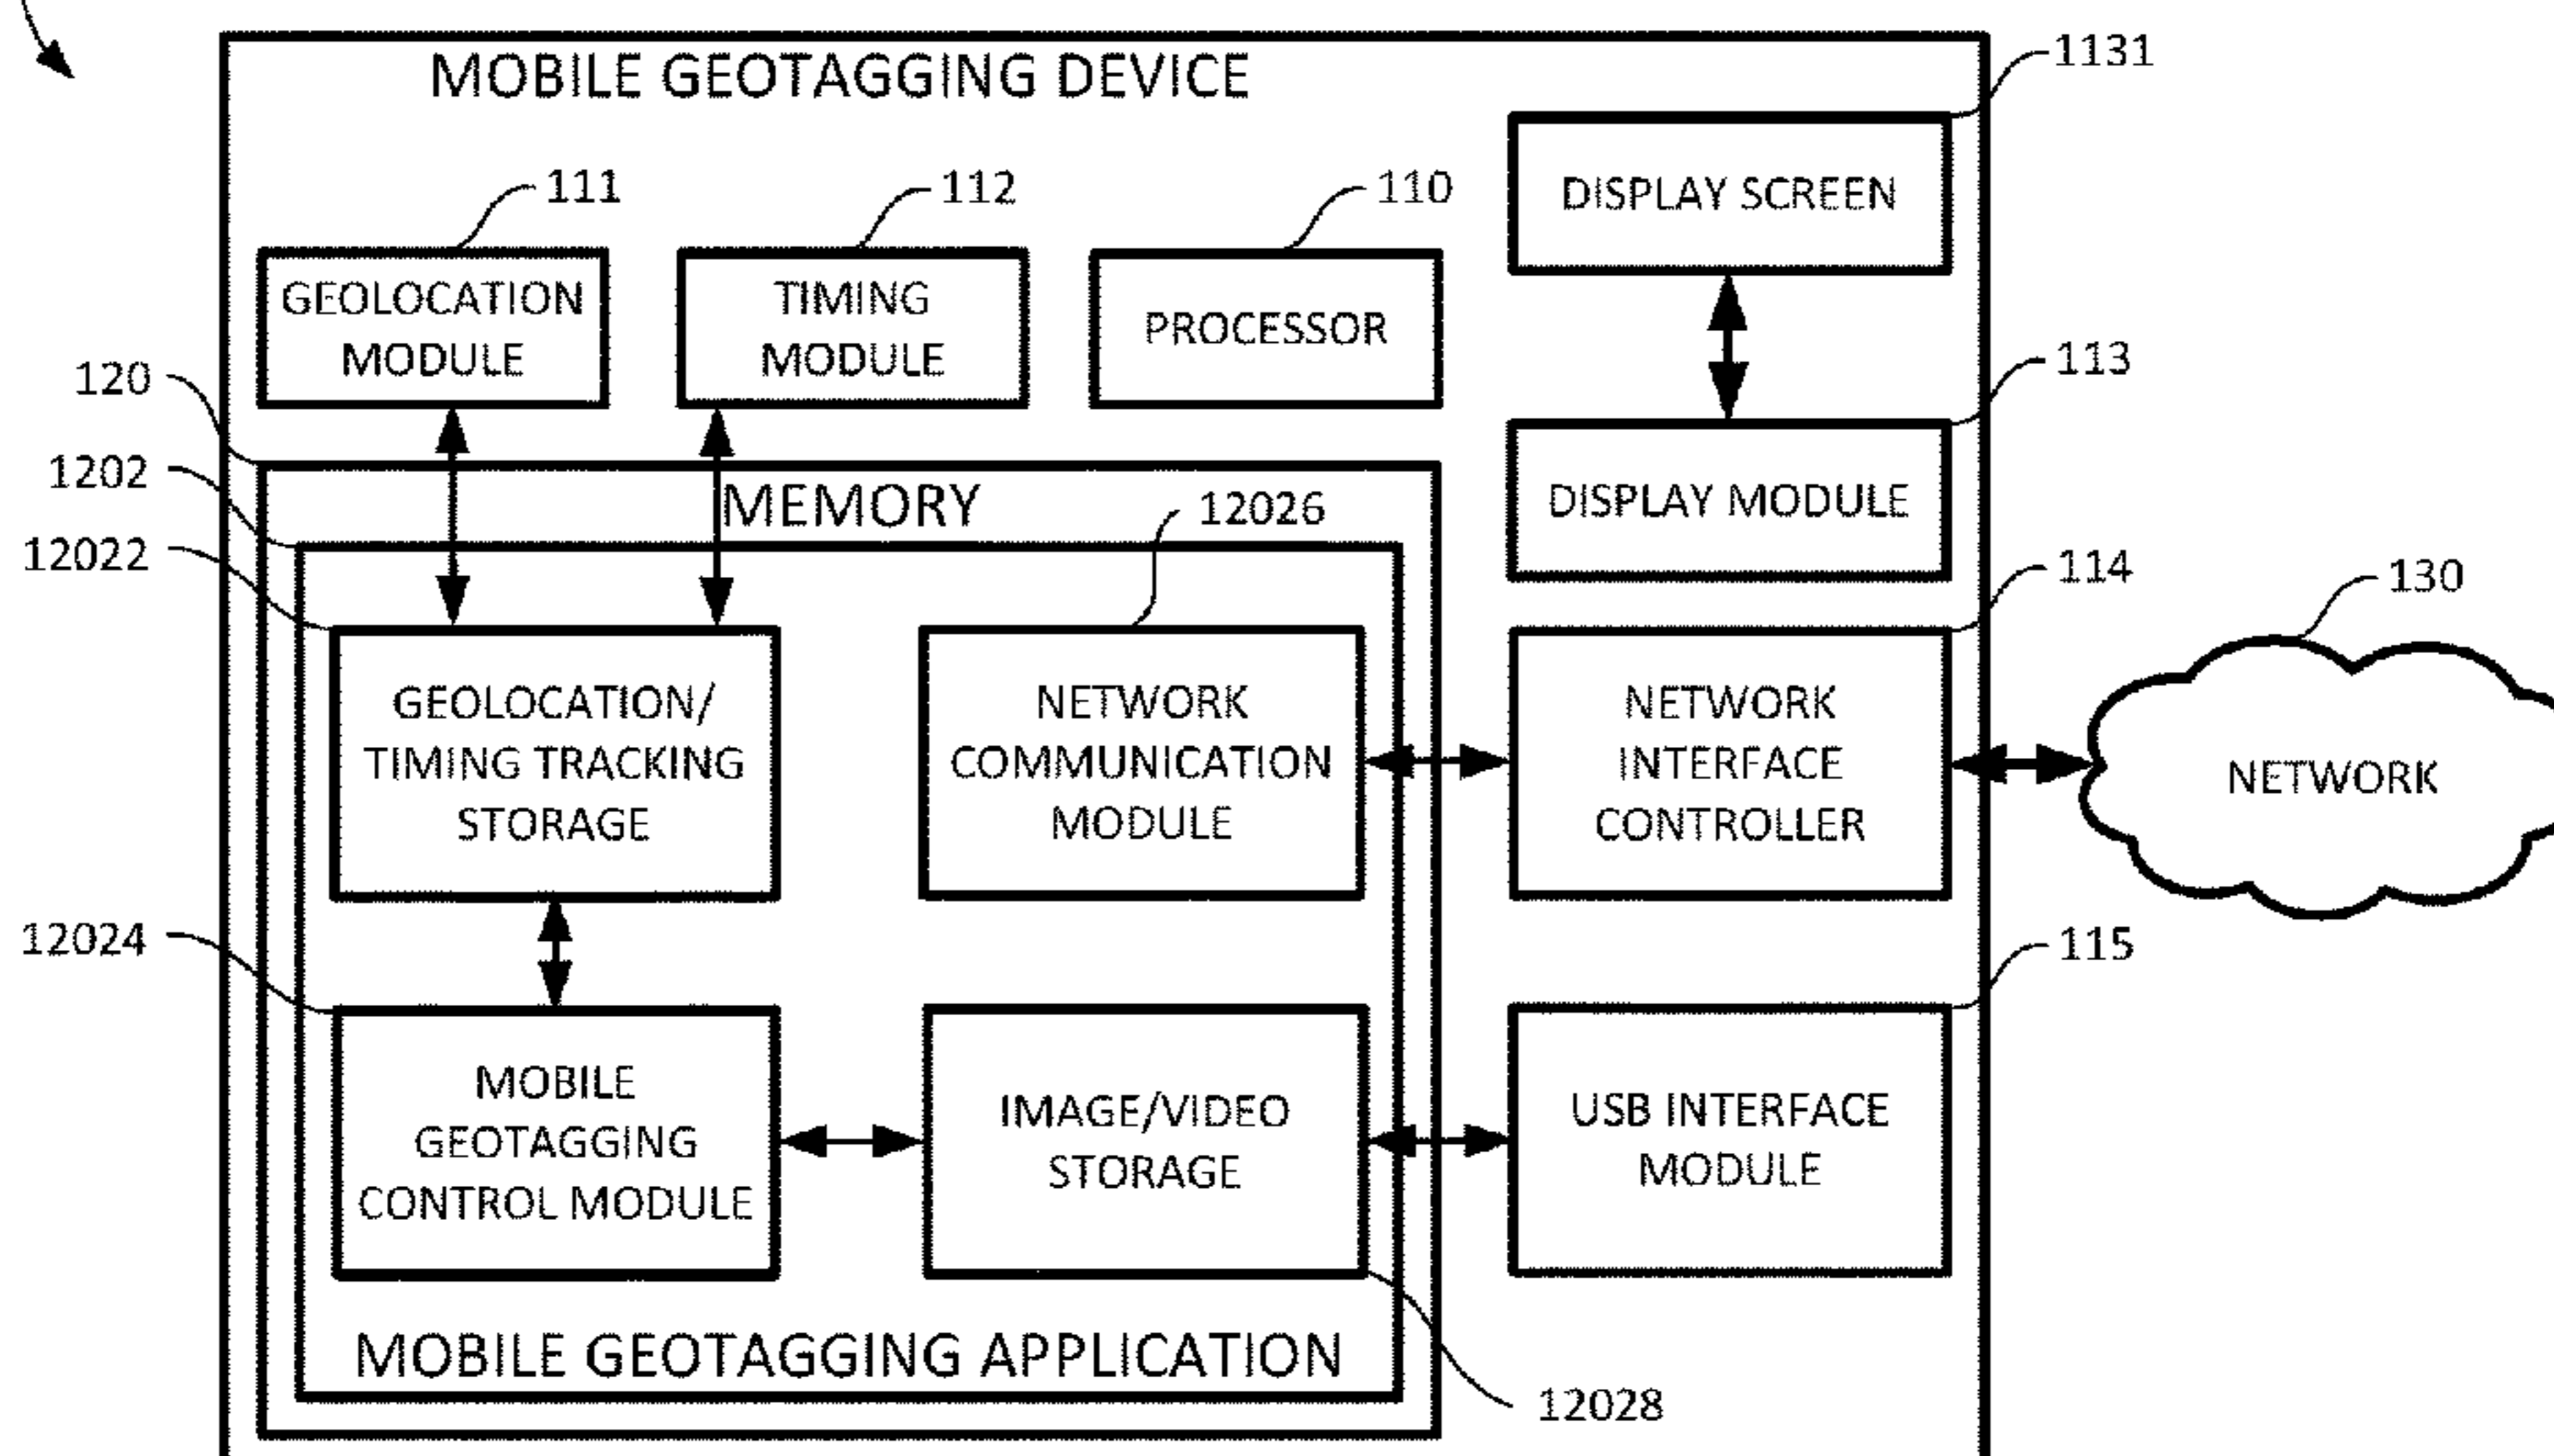 MOBILE GEOTAGGING DEVICE
1131
DISPLAY SCREEN
111
112
110
GEOLOCATION
MODULE
TIMING
MODULE
PROCESSOR
113
DISPLAY MODULE
120
1202
12022
MEMORY
12026
114
130
GEOLOCATION/
TIMING TRACKING
STORAGE
NETWORK
COMMUNICATION
MODULE
NETWORK
INTERFACE
CONTROLLER
NETWORK
12024
115
MOBILE
GEOTAGGING
CONTROL MODULE
IMAGE/VIDEO
STORAGE
USB INTERFACE
MODULE
MOBILE GEOTAGGING APPLICATION
12028